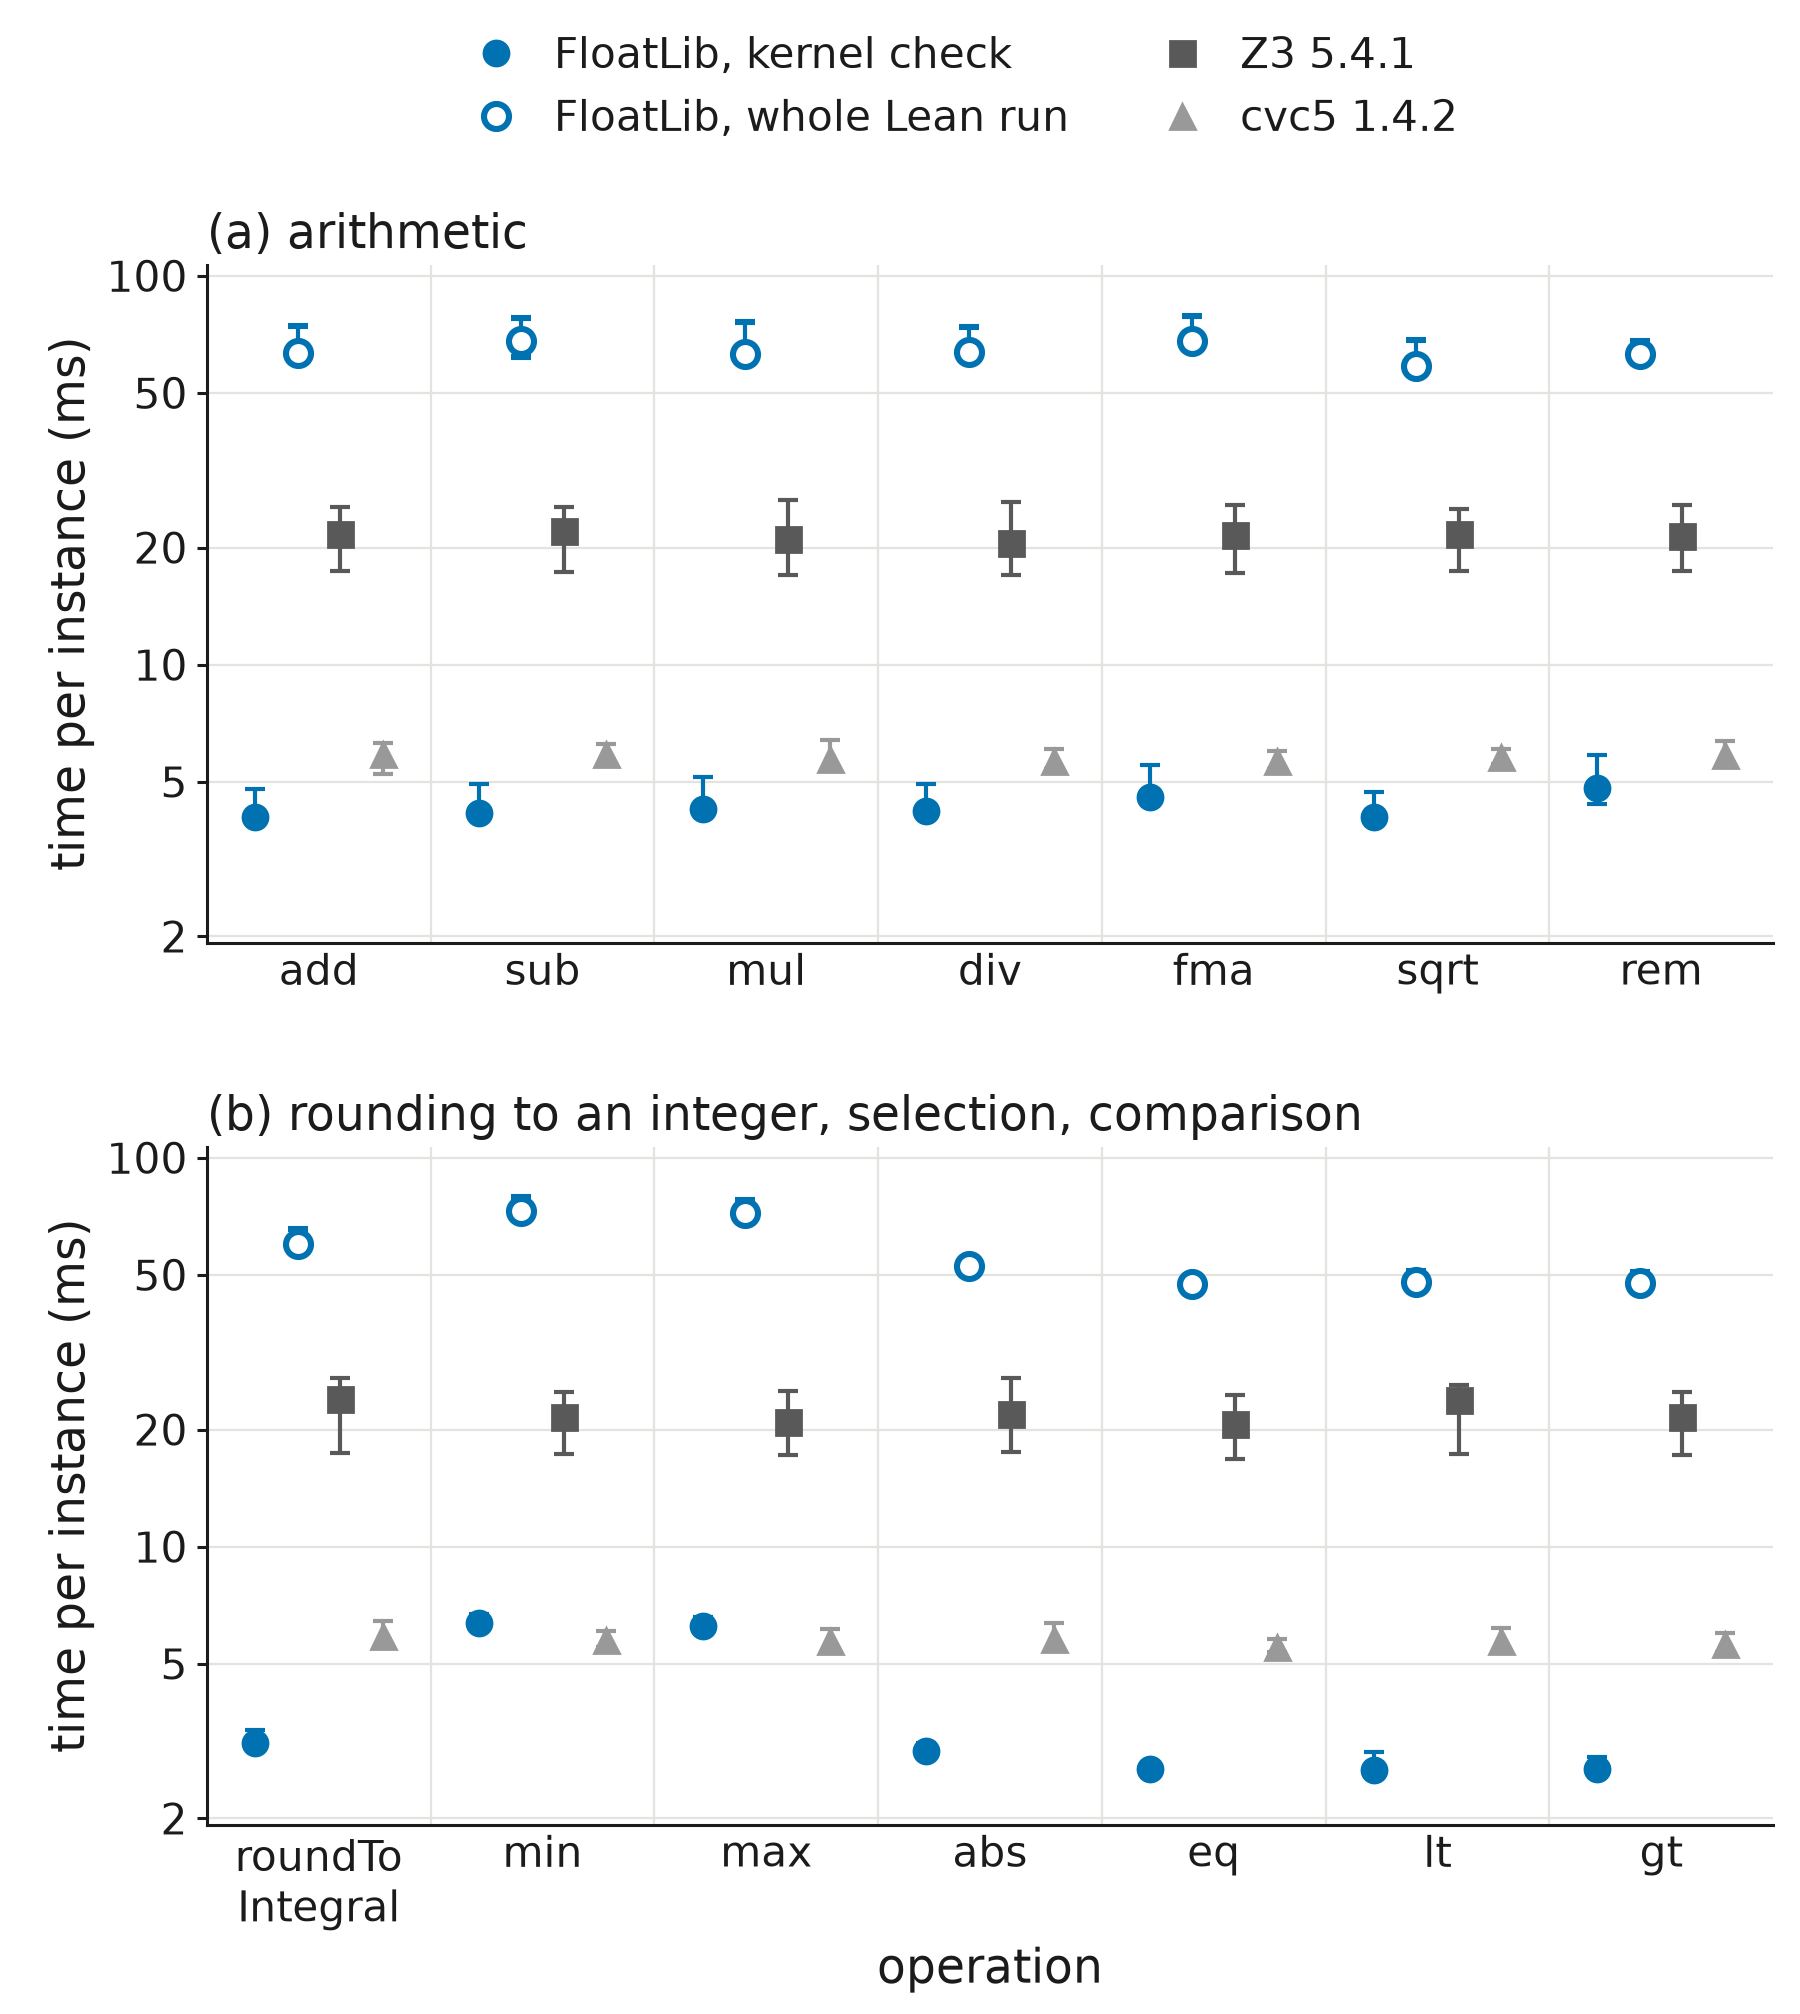 FloatLib, kernel check
FloatLib, whole Lean run
Z3 5.4.1
cvc5 1.4.2
(a) arithmetic
time per instance (ms)
100
50
20
10
5
2
add sub mul div fma sqrt rem
(b) rounding to an integer, selection, comparison
time per instance (ms)
100
50
20
10
5
2
roundTo
Integral
min max abs eq lt gt
operation